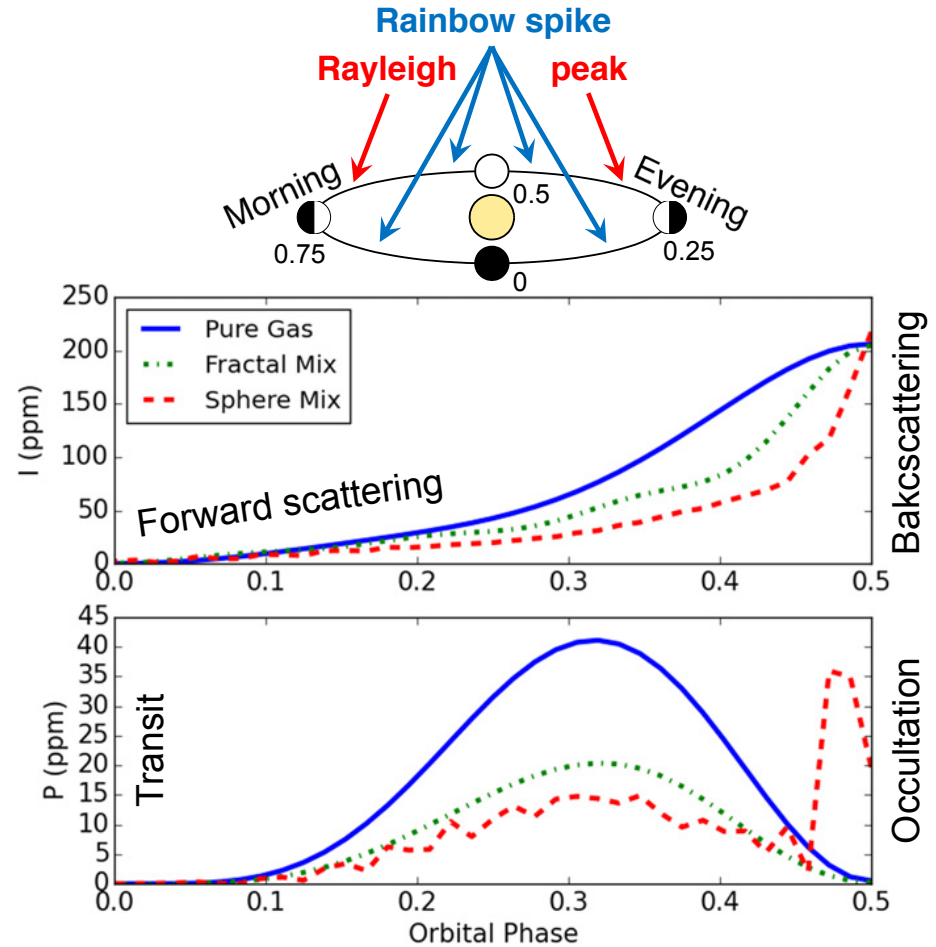 Rainbow spike
Rayleigh peak
Morning
Evening
0.5
0.75
0.25
0
250
200
150
100
50
0
I (ppm)
Pure Gas
Fractal Mix
Sphere Mix
Forward scattering
Bakcscattering
0.0 0.1 0.2 0.3 0.4 0.5
45
40
35
30
25
20
15
10
5
0
P (ppm)
Transit
Occultation
0.0 0.1 0.2 0.3 0.4 0.5
Orbital Phase